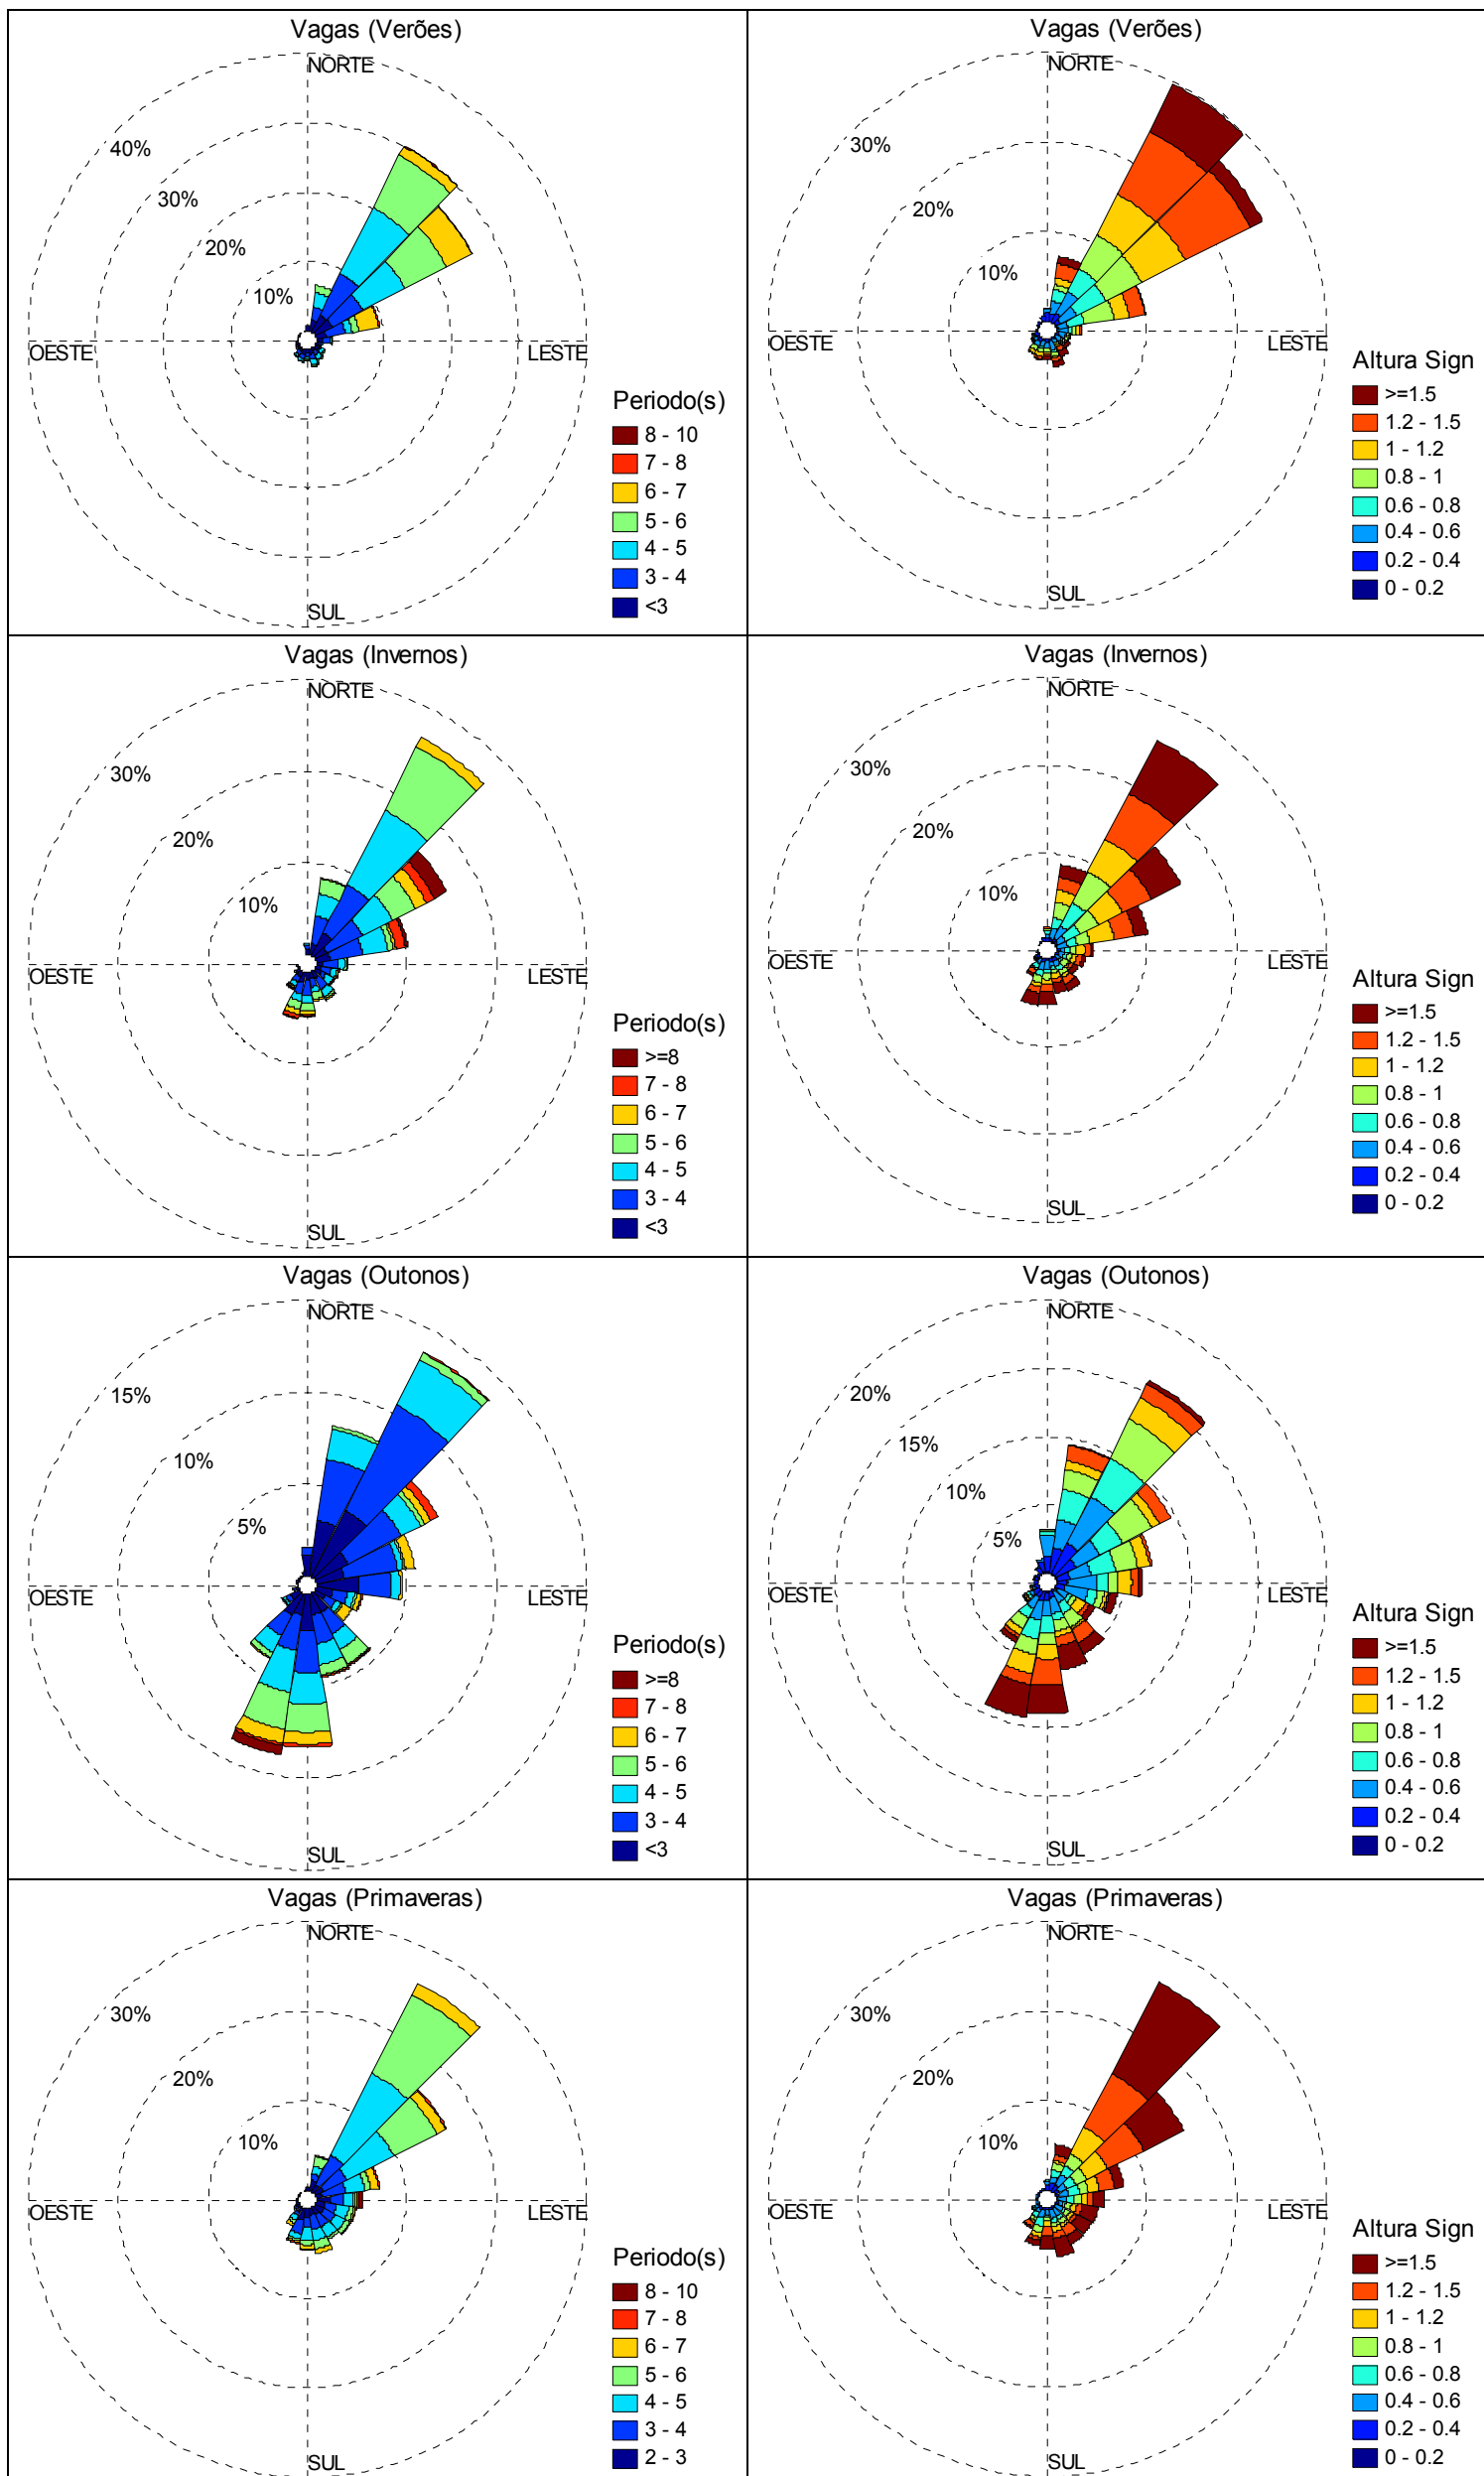 Vagas (Verões)
NORTE
40%
30%
20%
10%
OESTE
LESTE
SUL
Periodo(s)
8 - 10
7 - 8
6 - 7
5 - 6
4 - 5
3 - 4
<3
Vagas (Verões)
NORTE
30%
20%
10%
OESTE
LESTE
SUL
Altura Sign
>=1.5
1.2 - 1.5
1 - 1.2
0.8 - 1
0.6 - 0.8
0.4 - 0.6
0.2 - 0.4
0 - 0.2
Vagas (Invernos)
NORTE
30%
20%
10%
OESTE
LESTE
SUL
Periodo(s)
>=8
7 - 8
6 - 7
5 - 6
4 - 5
3 - 4
<3
Vagas (Invernos)
NORTE
30%
20%
10%
OESTE
LESTE
SUL
Altura Sign
>=1.5
1.2 - 1.5
1 - 1.2
0.8 - 1
0.6 - 0.8
0.4 - 0.6
0.2 - 0.4
0 - 0.2
Vagas (Outonos)
NORTE
15%
10%
5%
OESTE
LESTE
SUL
Periodo(s)
>=8
7 - 8
6 - 7
5 - 6
4 - 5
3 - 4
<3
Vagas (Outonos)
NORTE
20%
15%
10%
5%
OESTE
LESTE
SUL
Altura Sign
>=1.5
1.2 - 1.5
1 - 1.2
0.8 - 1
0.6 - 0.8
0.4 - 0.6
0.2 - 0.4
0 - 0.2
Vagas (Primaveras)
NORTE
30%
20%
10%
OESTE
LESTE
SUL
Periodo(s)
8 - 10
7 - 8
6 - 7
5 - 6
4 - 5
3 - 4
2 - 3
Vagas (Primaveras)
NORTE
30%
20%
10%
OESTE
LESTE
SUL
Altura Sign
>=1.5
1.2 - 1.5
1 - 1.2
0.8 - 1
0.6 - 0.8
0.4 - 0.6
0.2 - 0.4
0 - 0.2